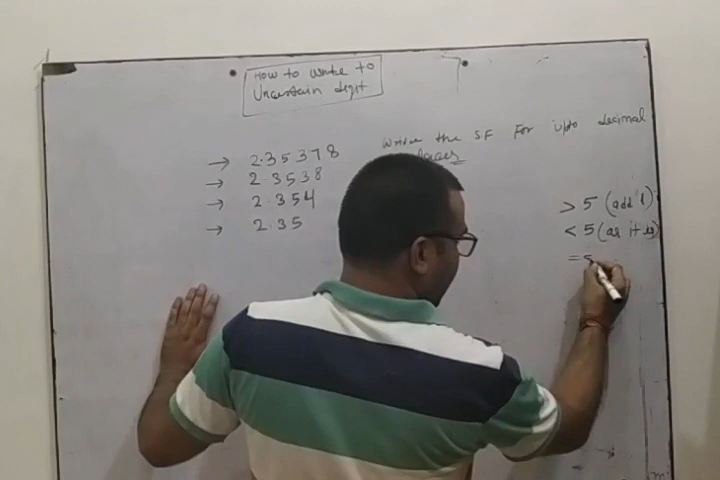 How to write to
Uncertain digit
Write the SF For upto decimal
→ 2.35378
→ 2.3538
→ 2.354
→ 2.35
> 5 (add 1)
< 5 (as it is)
= 5